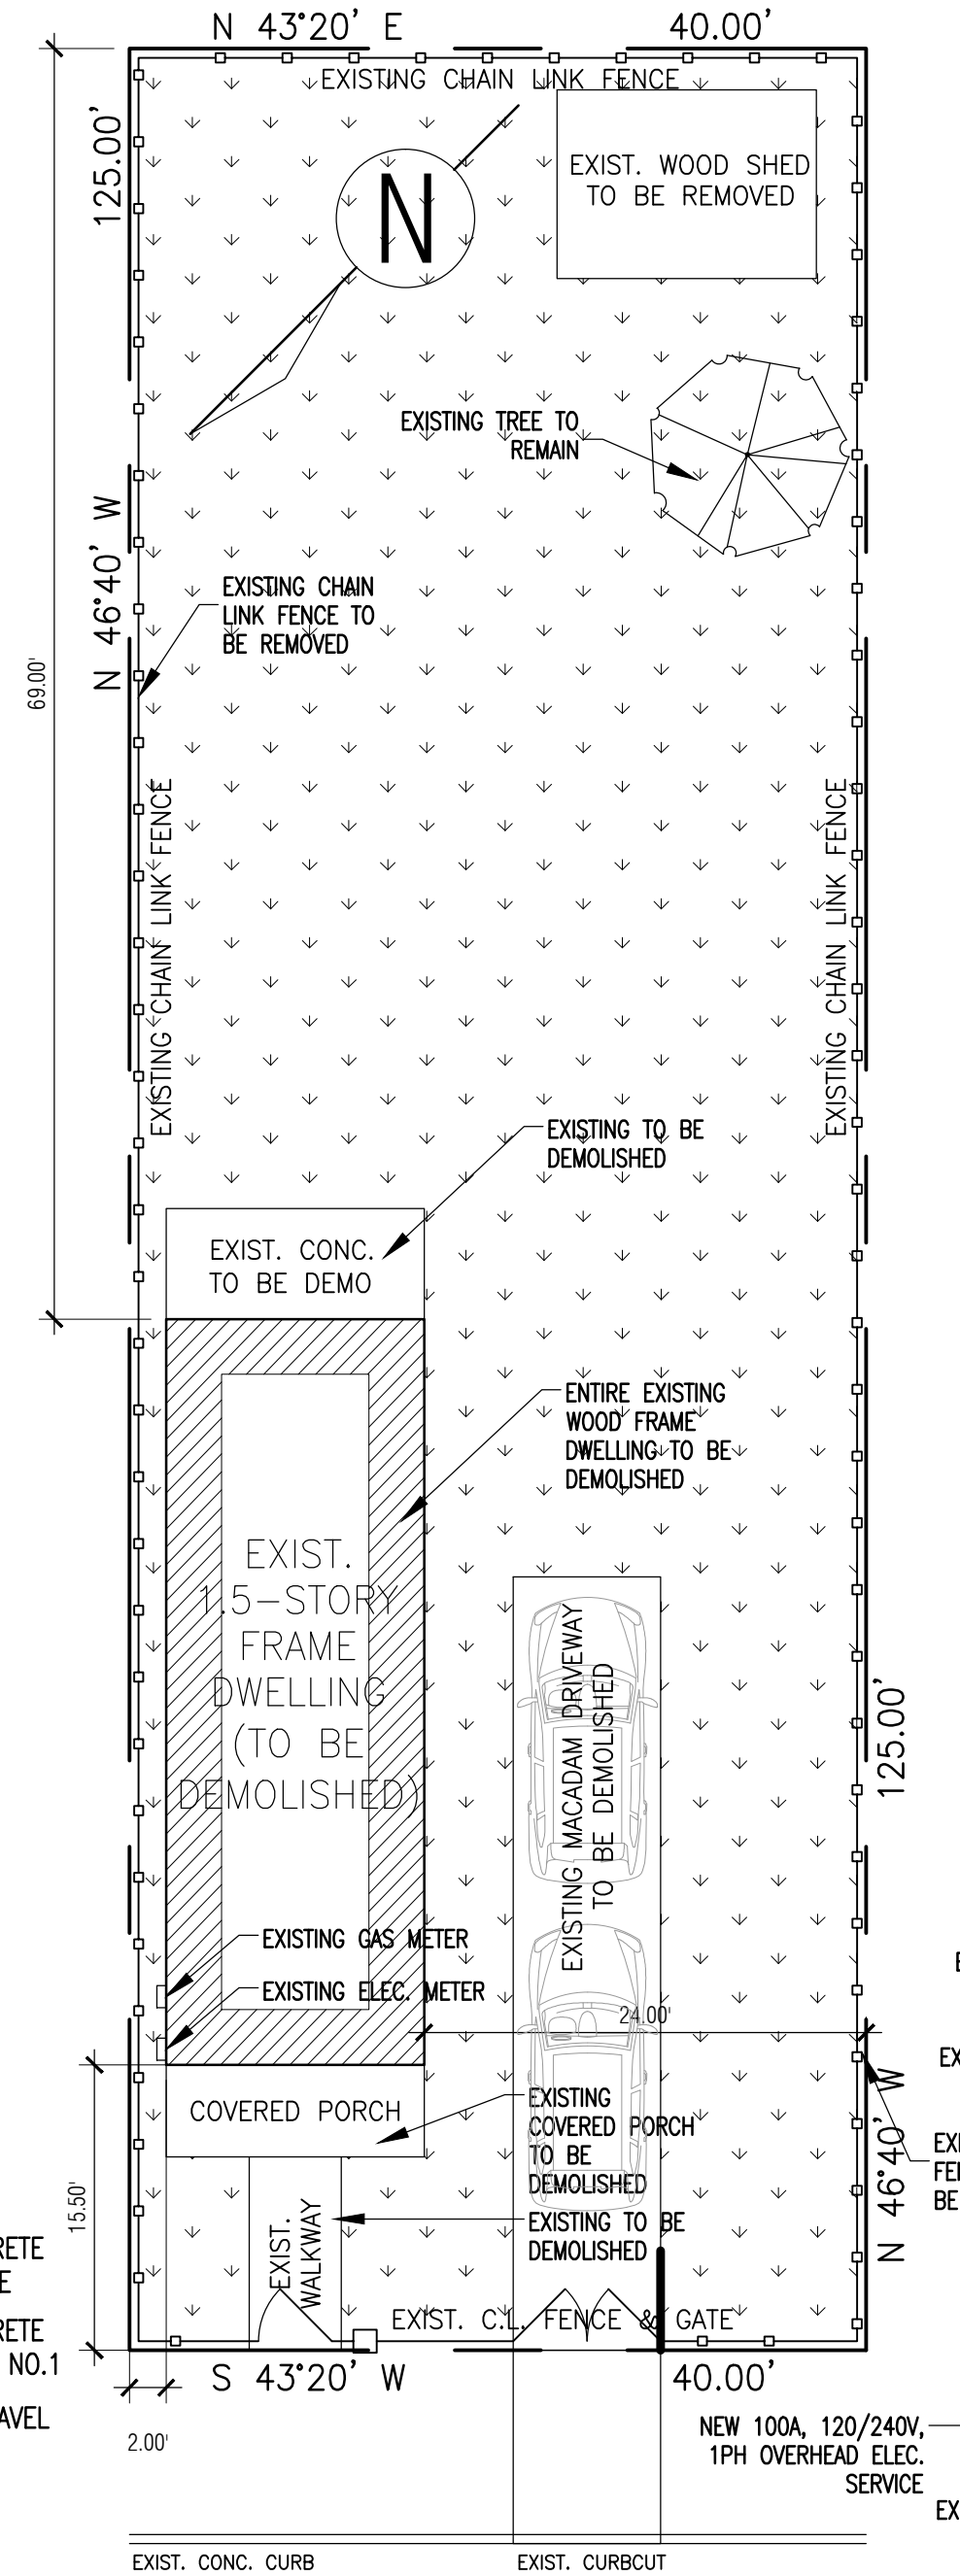 N 43°20' E
40.00'
EXISTING CHAIN LINK FENCE
125.00'
EXIST. WOOD SHED
TO BE REMOVED
N
EXISTING TREE TO
REMAIN
N 46°40' W
EXISTING CHAIN
LINK FENCE TO
BE REMOVED
69.00'
EXISTING CHAIN LINK FENCE
EXISTING CHAIN LINK FENCE
EXISTING TO BE
DEMOLISHED
EXIST. CONC.
TO BE DEMO
ENTIRE EXISTING
WOOD FRAME
DWELLING TO BE
DEMOLISHED
EXIST.
1.5-STORY
FRAME
DWELLING
(TO BE
DEMOLISHED)
EXISTING MACADAM DRIVEWAY
TO BE DEMOLISHED
125.00'
EXISTING GAS METER
EXISTING ELEC. METER
24.00'
COVERED PORCH
EXISTING
COVERED PORCH
TO BE
DEMOLISHED
N 46°40' W
15.50'
EXIST.
WALKWAY
EXISTING TO BE
DEMOLISHED
EXIST. C.L. FENCE & GATE
RETE
E
RETE
NO.1
AVEL
EX
EXI
FEN
BE
S 43°20' W
40.00'
2.00'
NEW 100A, 120/240V,
1PH OVERHEAD ELEC.
SERVICE
EX
EXIST. CONC. CURB
EXIST. CURBCUT